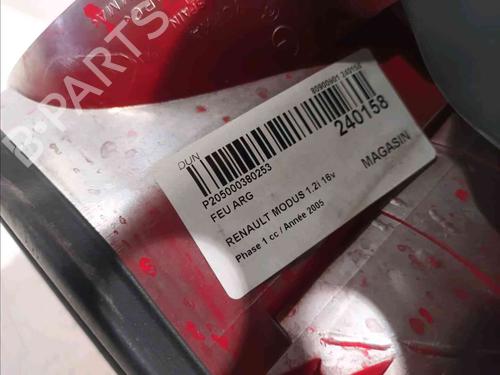 DUN
P205000380253
FEU ARG
RENAULT MODUS 1.2i 16v
Phase 1 cc / Année 2005
240158
MAGASIN
B-PARTS